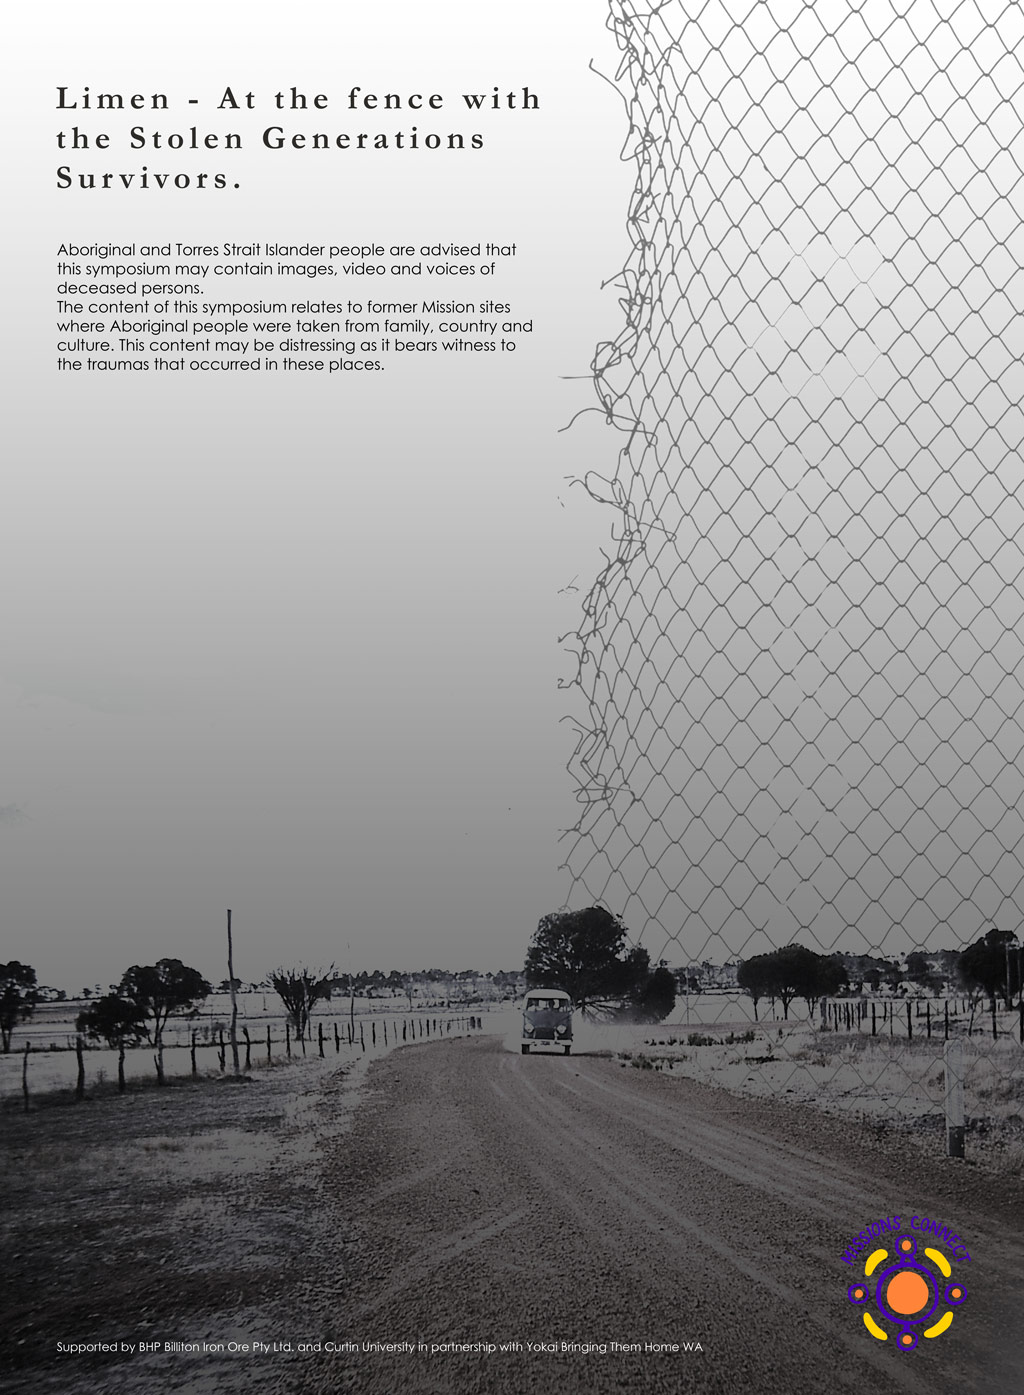 Limen - At the fence with
the Stolen Generations
Survivors.
Aboriginal and Torres Strait Islander people are advised that
this symposium may contain images, video and voices of
deceased persons.
The content of this symposium relates to former Mission sites
where Aboriginal people were taken from family, country and
culture. This content may be distressing as it bears witness to
the traumas that occurred in these places.
MISSIONS CONNECT
Supported by BHP Billiton Iron Ore Pty Ltd. and Curtin University in partnership with Yokai Bringing Them Home WA